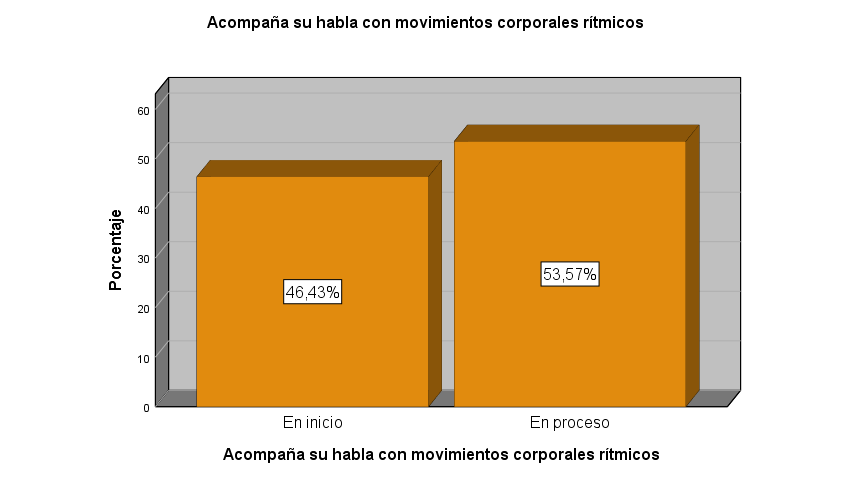 Acompaña su habla con movimientos corporales rítmicos
Porcentaje
60
50
40
30
20
10
0
46,43%
53,57%
En inicio
En proceso
Acompaña su habla con movimientos corporales rítmicos